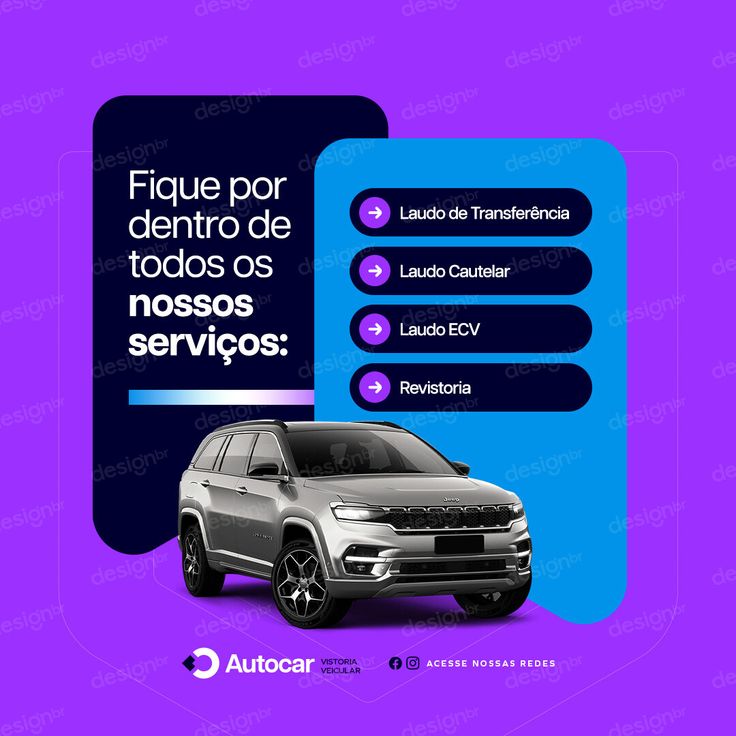 Fique por
dentro de
todos os
nossos
serviços:
Laudo de Transferência
Laudo Cautelar
Laudo ECV
Revistoria
Jeep
Autocar
VISTORIA
VEICULAR
ACESSE NOSSAS REDES
designbr